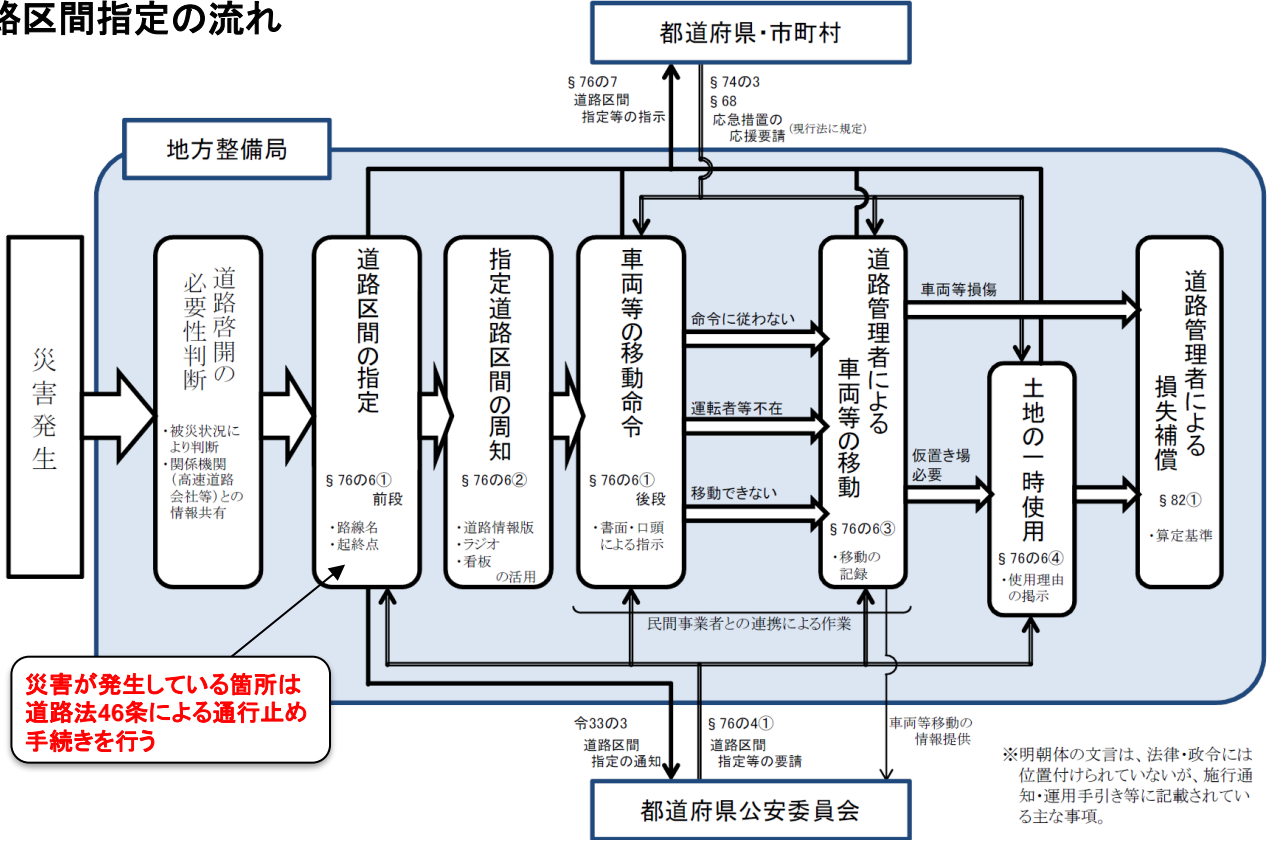 路区間指定の流れ
都道府県・市町村
§76の7
道路区間
指定等の指示
§74の3
§68
応急措置の
応援要請
(現行法に規定)
地方整備局
災害発生
道路啓開の
必要性判断
・被災状況に
より判断
・関係機関
(高速道路
会社等)との
情報共有
道路区間の指定
§76の6①
前段
・路線名
・起終点
指定道路区間の周知
§76の6②
・道路情報版
・ラジオ
・看板
の活用
車両等の移動命令
§76の6①
後段
・書面・口頭
による指示
命令に従わない
運転者等不在
移動できない
道路管理者による
車両等の移動
§76の6③
・移動の
記録
車両等損傷
仮置き場
必要
土地の一時使用
§76の6④
・使用理由
の掲示
道路管理者による
損失補償
§82①
・算定基準
民間事業者との連携による作業
災害が発生している箇所は
道路法46条による通行止め
手続きを行う
令33の3
道路区間
指定の通知
§76の4①
道路区間
指定等の要請
車両等移動の
情報提供
都道府県公安委員会
※明朝体の文言は、法律・政令には
位置付けられていないが、施行通
知・運用手引き等に記載されてい
る主な事項。